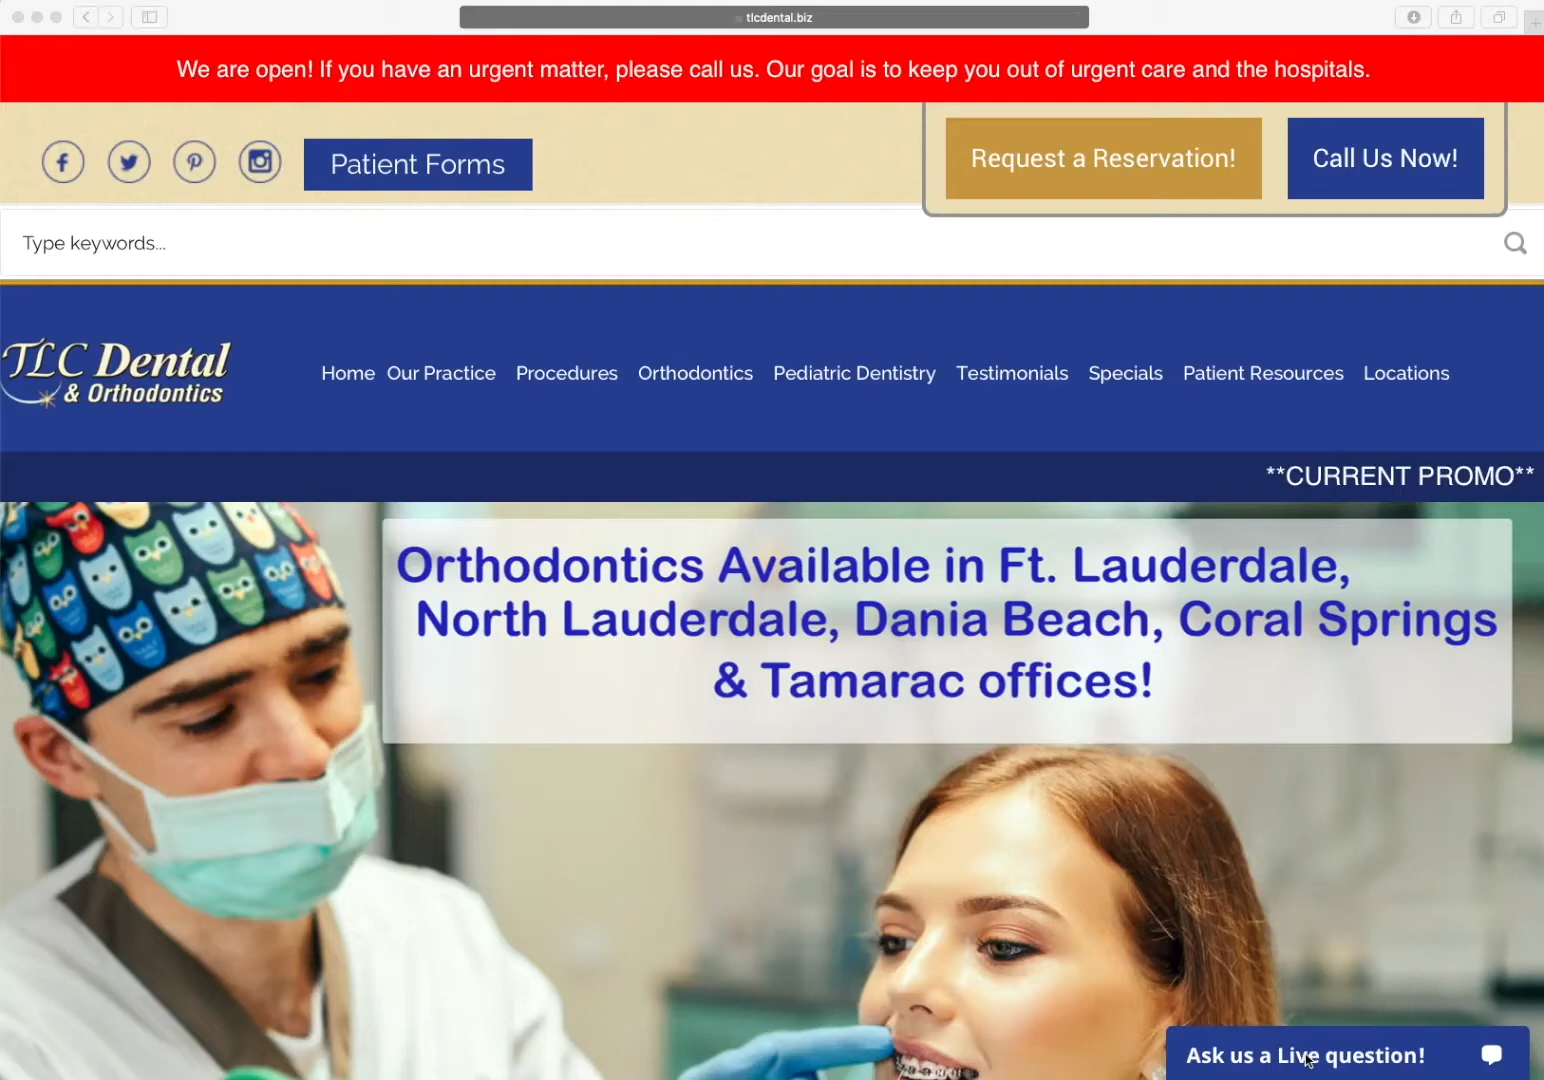 tlcdental.biz
We are open! If you have an urgent matter, please call us. Our goal is to keep you out of urgent care and the hospitals.
Patient Forms
Request a Reservation!
Call Us Now!
Type keywords...
TLC Dental
& Orthodontics
Home Our Practice Procedures Orthodontics Pediatric Dentistry Testimonials Specials Patient Resources Locations
**CURRENT PROMO**
Orthodontics Available in Ft. Lauderdale,
North Lauderdale, Dania Beach, Coral Springs
& Tamarac offices!
Ask us a Live question!